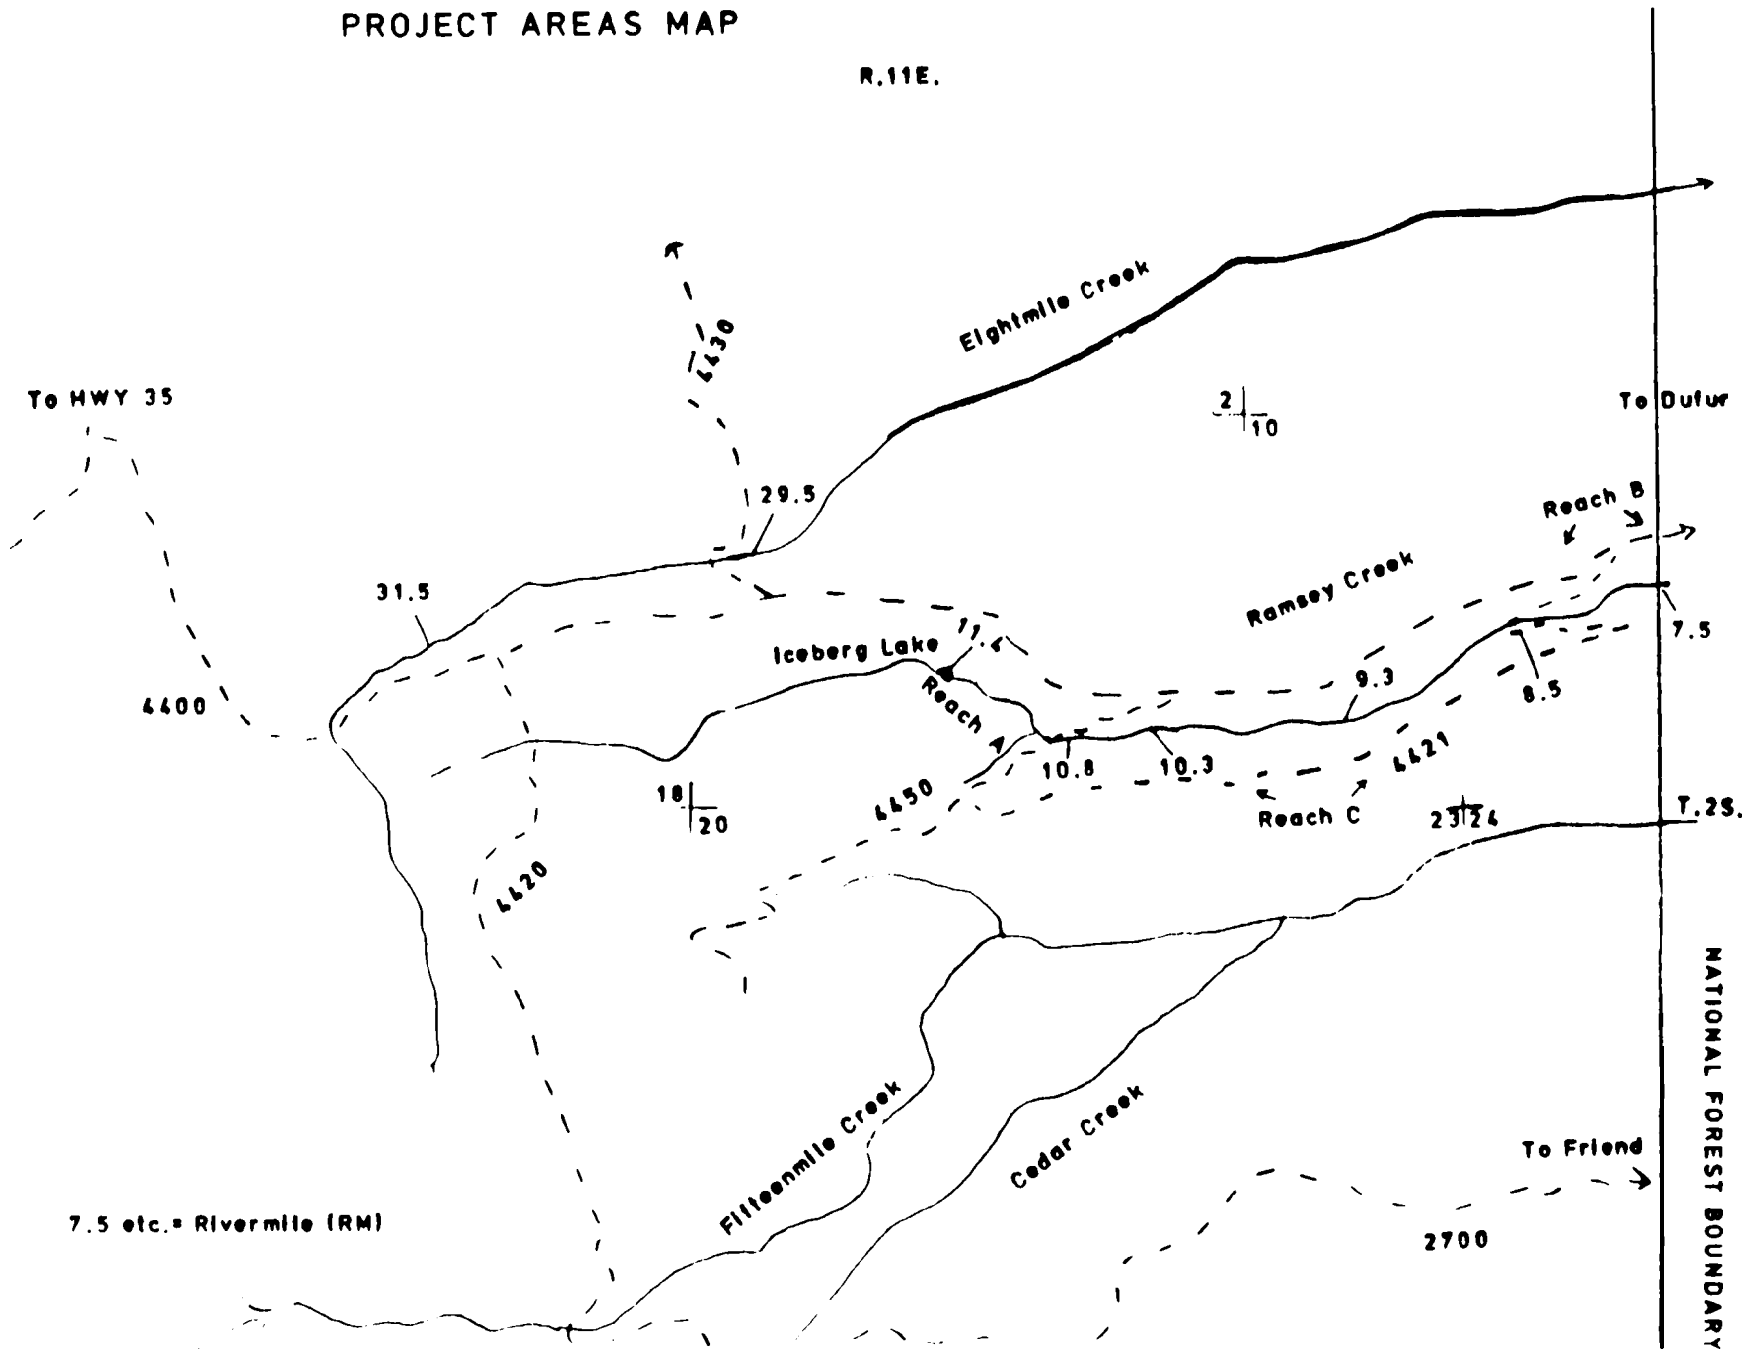 PROJECT AREAS MAP
R.11E.
Eightmile Creek
4430
To HWY 35
2
10
To Dufur
29.5
Reach B
Ramsey Creek
31.5
11.4
Iceberg Lake
7.5
Reach A
9.3
8.5
4400
10.8
10.3
4421
4450
18
20
Reach C
23 24
T.2S.
4420
NATIONAL FOREST BOUNDARY
Fifteenmile Creek
Cedar Creek
To Friend
7.5 etc.= Rivermile (RM)
2700